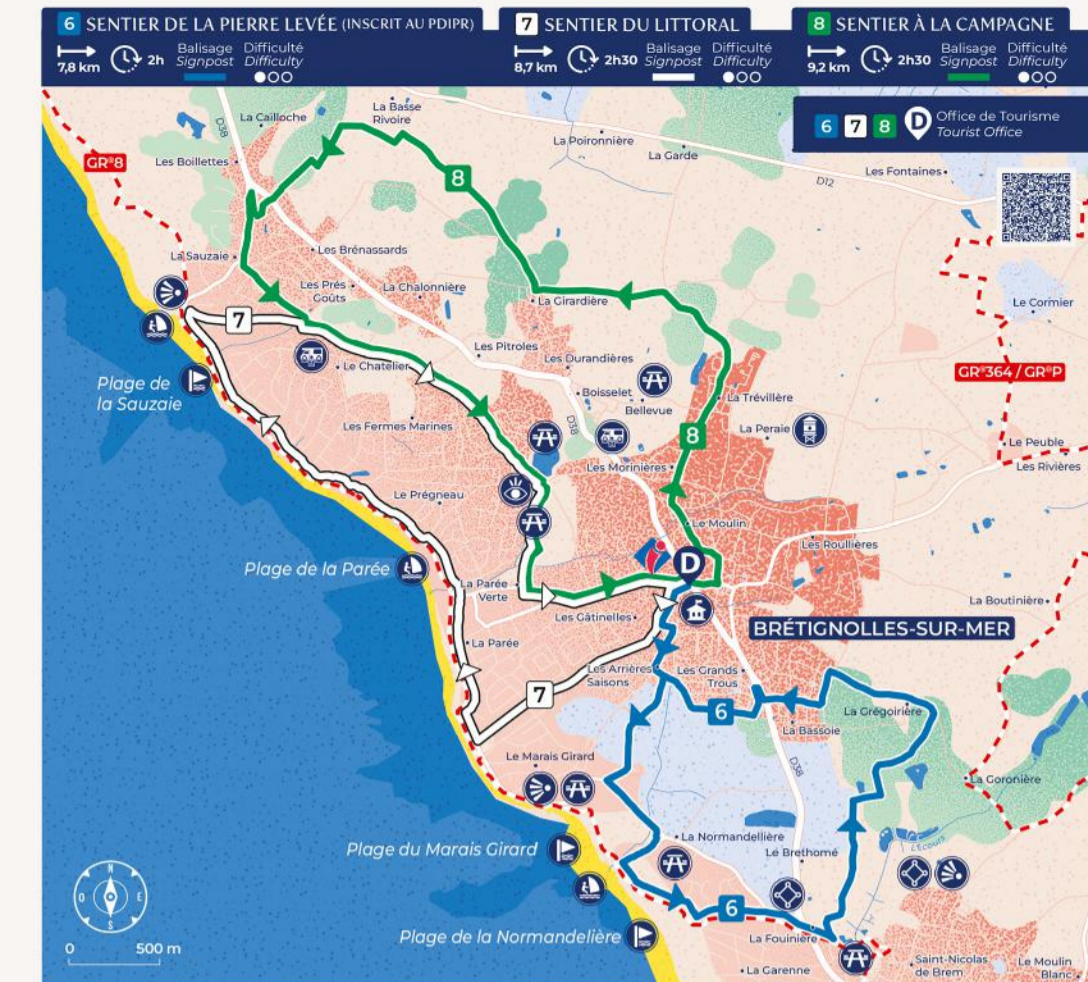 6 SENTIER DE LA PIERRE LEVÉE (INSCRIT AU PDIPR)
7,8 km
2h
Balisage
Signpost
Difficulté
Difficulty
7 SENTIER DU LITTORAL
8,7 km
2h30
Balisage
Signpost
Difficulté
Difficulty
8 SENTIER À LA CAMPAGNE
9,2 km
2h30
Balisage
Signpost
Difficulté
Difficulty
6 7 8 D Office de Tourisme
Tourist Office
La Basse
Rivoire
La Cailloche
D38
La Poironnière
La Garde
Les Boillettes
GR®8
8
D12
Les Fontaines
La Sauzaie
Les Brénassards
Les Prés
Goûts
La Chalonnière
La Girardière
Le Cormier
7
Les Pitroles
Le Chatelier
Les Durandières
GR®364 / GR®P
Plage de
la Sauzaie
Boisselet
Bellevue
La Trévillère
Les Fermes Marines
D38
8
La Peraie
Le Peuble
Les Morinières
Les Rivières
Le Prégneau
Le Moulin
Les Roullières
Plage de la Parée
D
La Parée
Verte
La Boutinière
Les Gâtinelles
BRÉTIGNOLLES-SUR-MER
La Parée
Les Arrières
Saisons
Les Grands
Trous
7
6
La Grégoirière
La Bassoie
Le Marais Girard
D38
La Goronière
Plage du Marais Girard
La Normandellière
L'Ecours
Le Brethomé
N
O
E
S
6
Plage de la Normandelière
La Fouinière
0
500 m
La Garenne
Saint-Nicolas
de Brem
Le Moulin
Blanc